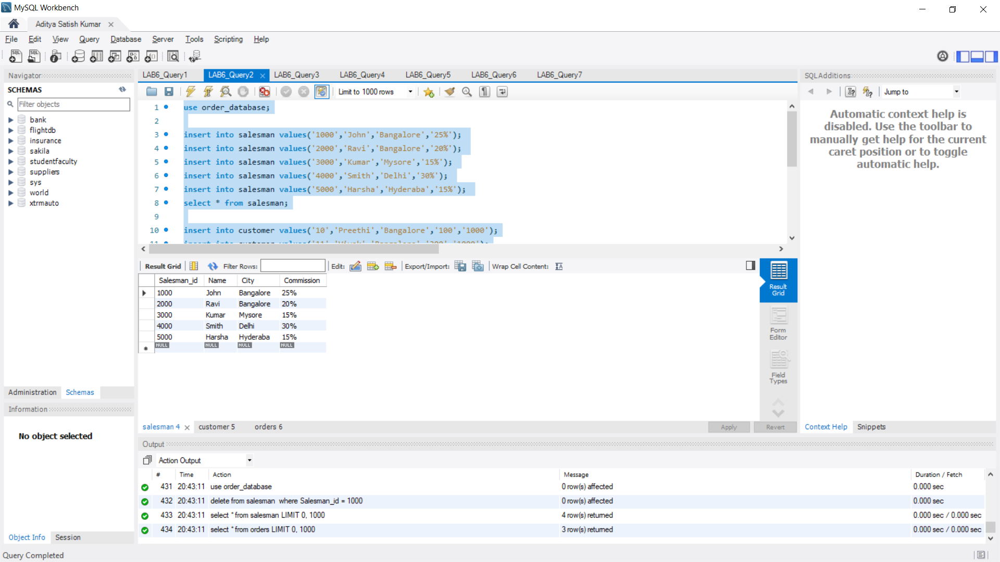 MySQL Workbench
Aditya Satish Kumar
File Edit View Query Database Server Tools Scripting Help
Navigator
SCHEMAS
Filter objects
bank
flightdb
insurance
sakila
studentfaculty
suppliers
sys
world
xtrmauto
Administration Schemas
Information
No object selected
Object Info Session
Query Completed
LAB6_Query1 LAB6_Query2 LAB6_Query3 LAB6_Query4 LAB6_Query5 LAB6_Query6 LAB6_Query7
Limit to 1000 rows
1 use order_database;
2
3 insert into salesman values('1000','John','Bangalore','25%');
4 insert into salesman values('2000','Ravi','Bangalore','20%');
5 insert into salesman values('3000','Kumar','Mysore','15%');
6 insert into salesman values('4000','Smith','Delhi','30%');
7 insert into salesman values('5000','Harsha','Hyderaba','15%');
8 select * from salesman;
9
10 insert into customer values('10','Preethi','Bangalore','100','1000');
11 insert into customer values('11','Vivek','Bangalore','300','1000');
Result Grid Filter Rows: Edit: Export/Import: Wrap Cell Content:
Salesman_id Name City Commission
1000 John Bangalore 25%
2000 Ravi Bangalore 20%
3000 Kumar Mysore 15%
4000 Smith Delhi 30%
5000 Harsha Hyderaba 15%
NULL NULL NULL NULL
Result Grid
Form Editor
Field Types
salesman 4 customer 5 orders 6
Apply Revert
Output
Action Output
# Time Action Message Duration / Fetch
431 20:43:11 use order_database 0 row(s) affected 0.000 sec
432 20:43:11 delete from salesman where Salesman_id = 1000 0 row(s) affected 0.000 sec
433 20:43:11 select * from salesman LIMIT 0, 1000 4 row(s) returned 0.000 sec / 0.000 sec
434 20:43:11 select * from orders LIMIT 0, 1000 3 row(s) returned 0.000 sec / 0.000 sec
SQLAdditions
Jump to
Automatic context help is
disabled. Use the toolbar to
manually get help for the current
caret position or to toggle
automatic help.
Context Help Snippets